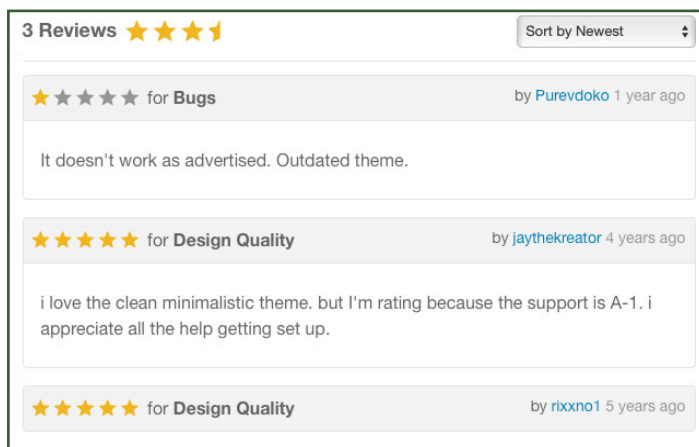 3 Reviews
Sort by Newest
for Bugs
by Purevdoko 1 year ago
It doesn't work as advertised. Outdated theme.
for Design Quality
by jaythekreator 4 years ago
i love the clean minimalistic theme. but I'm rating because the support is A-1. i
appreciate all the help getting set up.
for Design Quality
by rixxno1 5 years ago